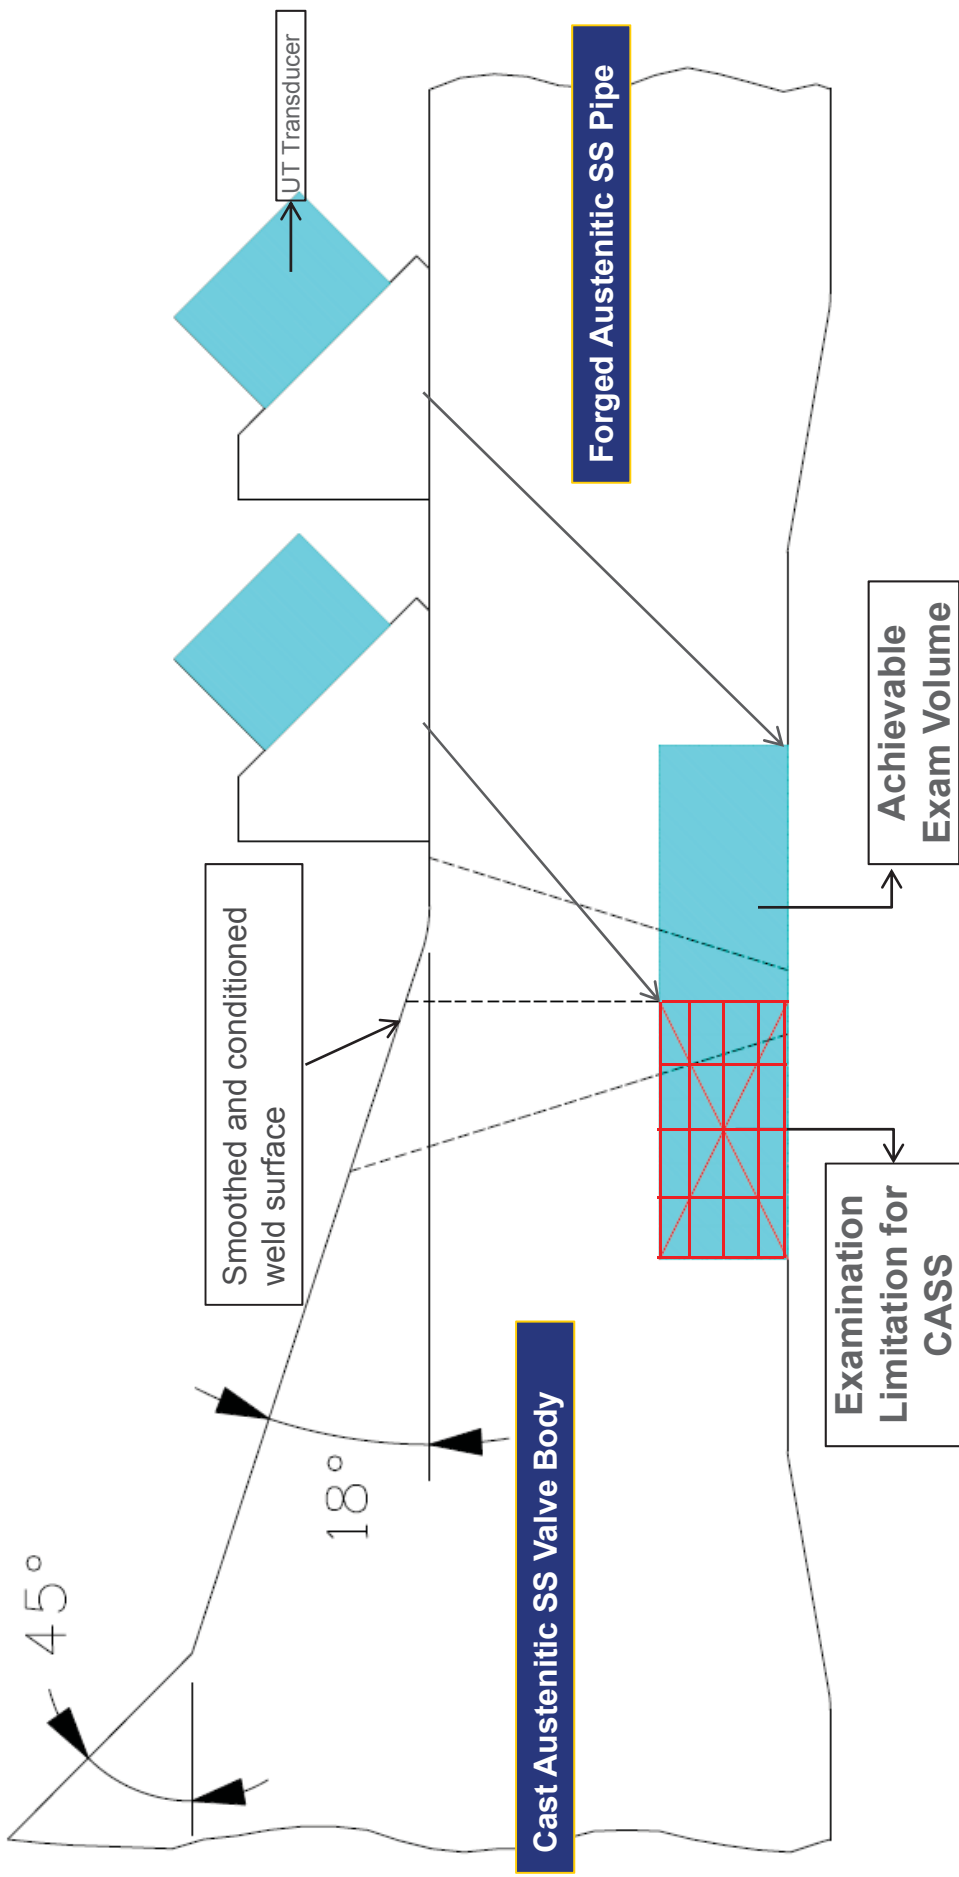 45°
18°
Smoothed and conditioned
weld surface
UT Transducer
Cast Austenitic SS Valve Body
Forged Austenitic SS Pipe
Examination
Limitation for
CASS
Achievable
Exam Volume